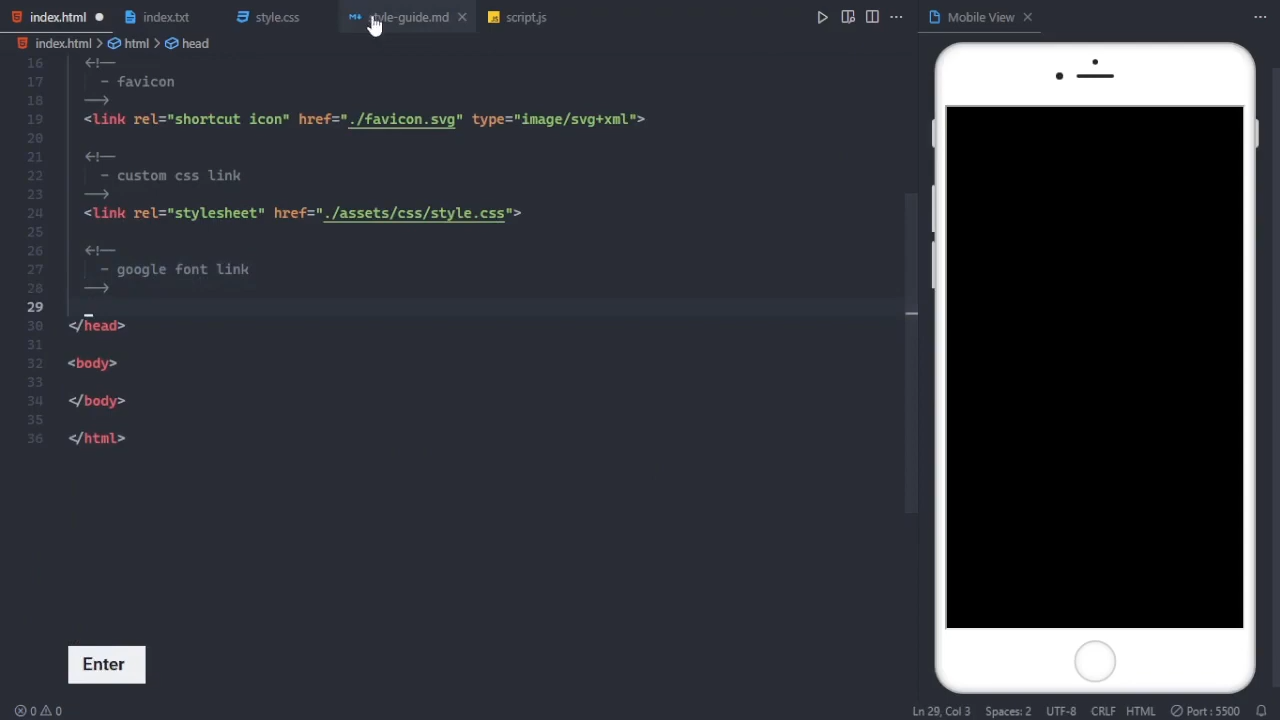 index.html
index.txt
style.css
style-guide.md
script.js
Mobile View
index.html > html > head
16 <!--
17 - favicon
18 -->
19 <link rel="shortcut icon" href="./favicon.svg" type="image/svg+xml">
20
21 <!--
22 - custom css link
23 -->
24 <link rel="stylesheet" href="./assets/css/style.css">
25
26 <!--
27 - google font link
28 -->
29
30 </head>
31
32 <body>
33
34 </body>
35
36 </html>
Enter
0 0
Ln 29, Col 3
Spaces: 2
UTF-8
CRLF
HTML
Port : 5500